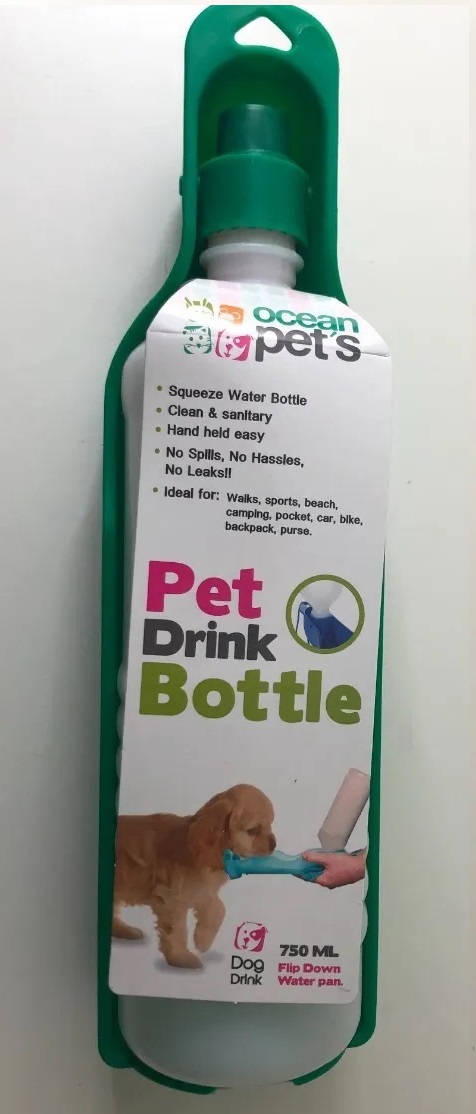 ocean
pet's
• Squeeze Water Bottle
• Clean & sanitary
• Hand held easy
• No Spills, No Hassles,
No Leaks!!
• Ideal for: Walks, sports, beach,
camping, pocket, car, bike,
backpack, purse.
Pet
Drink
Bottle
Dog
Drink
750 ML
Flip Down
Water pan.